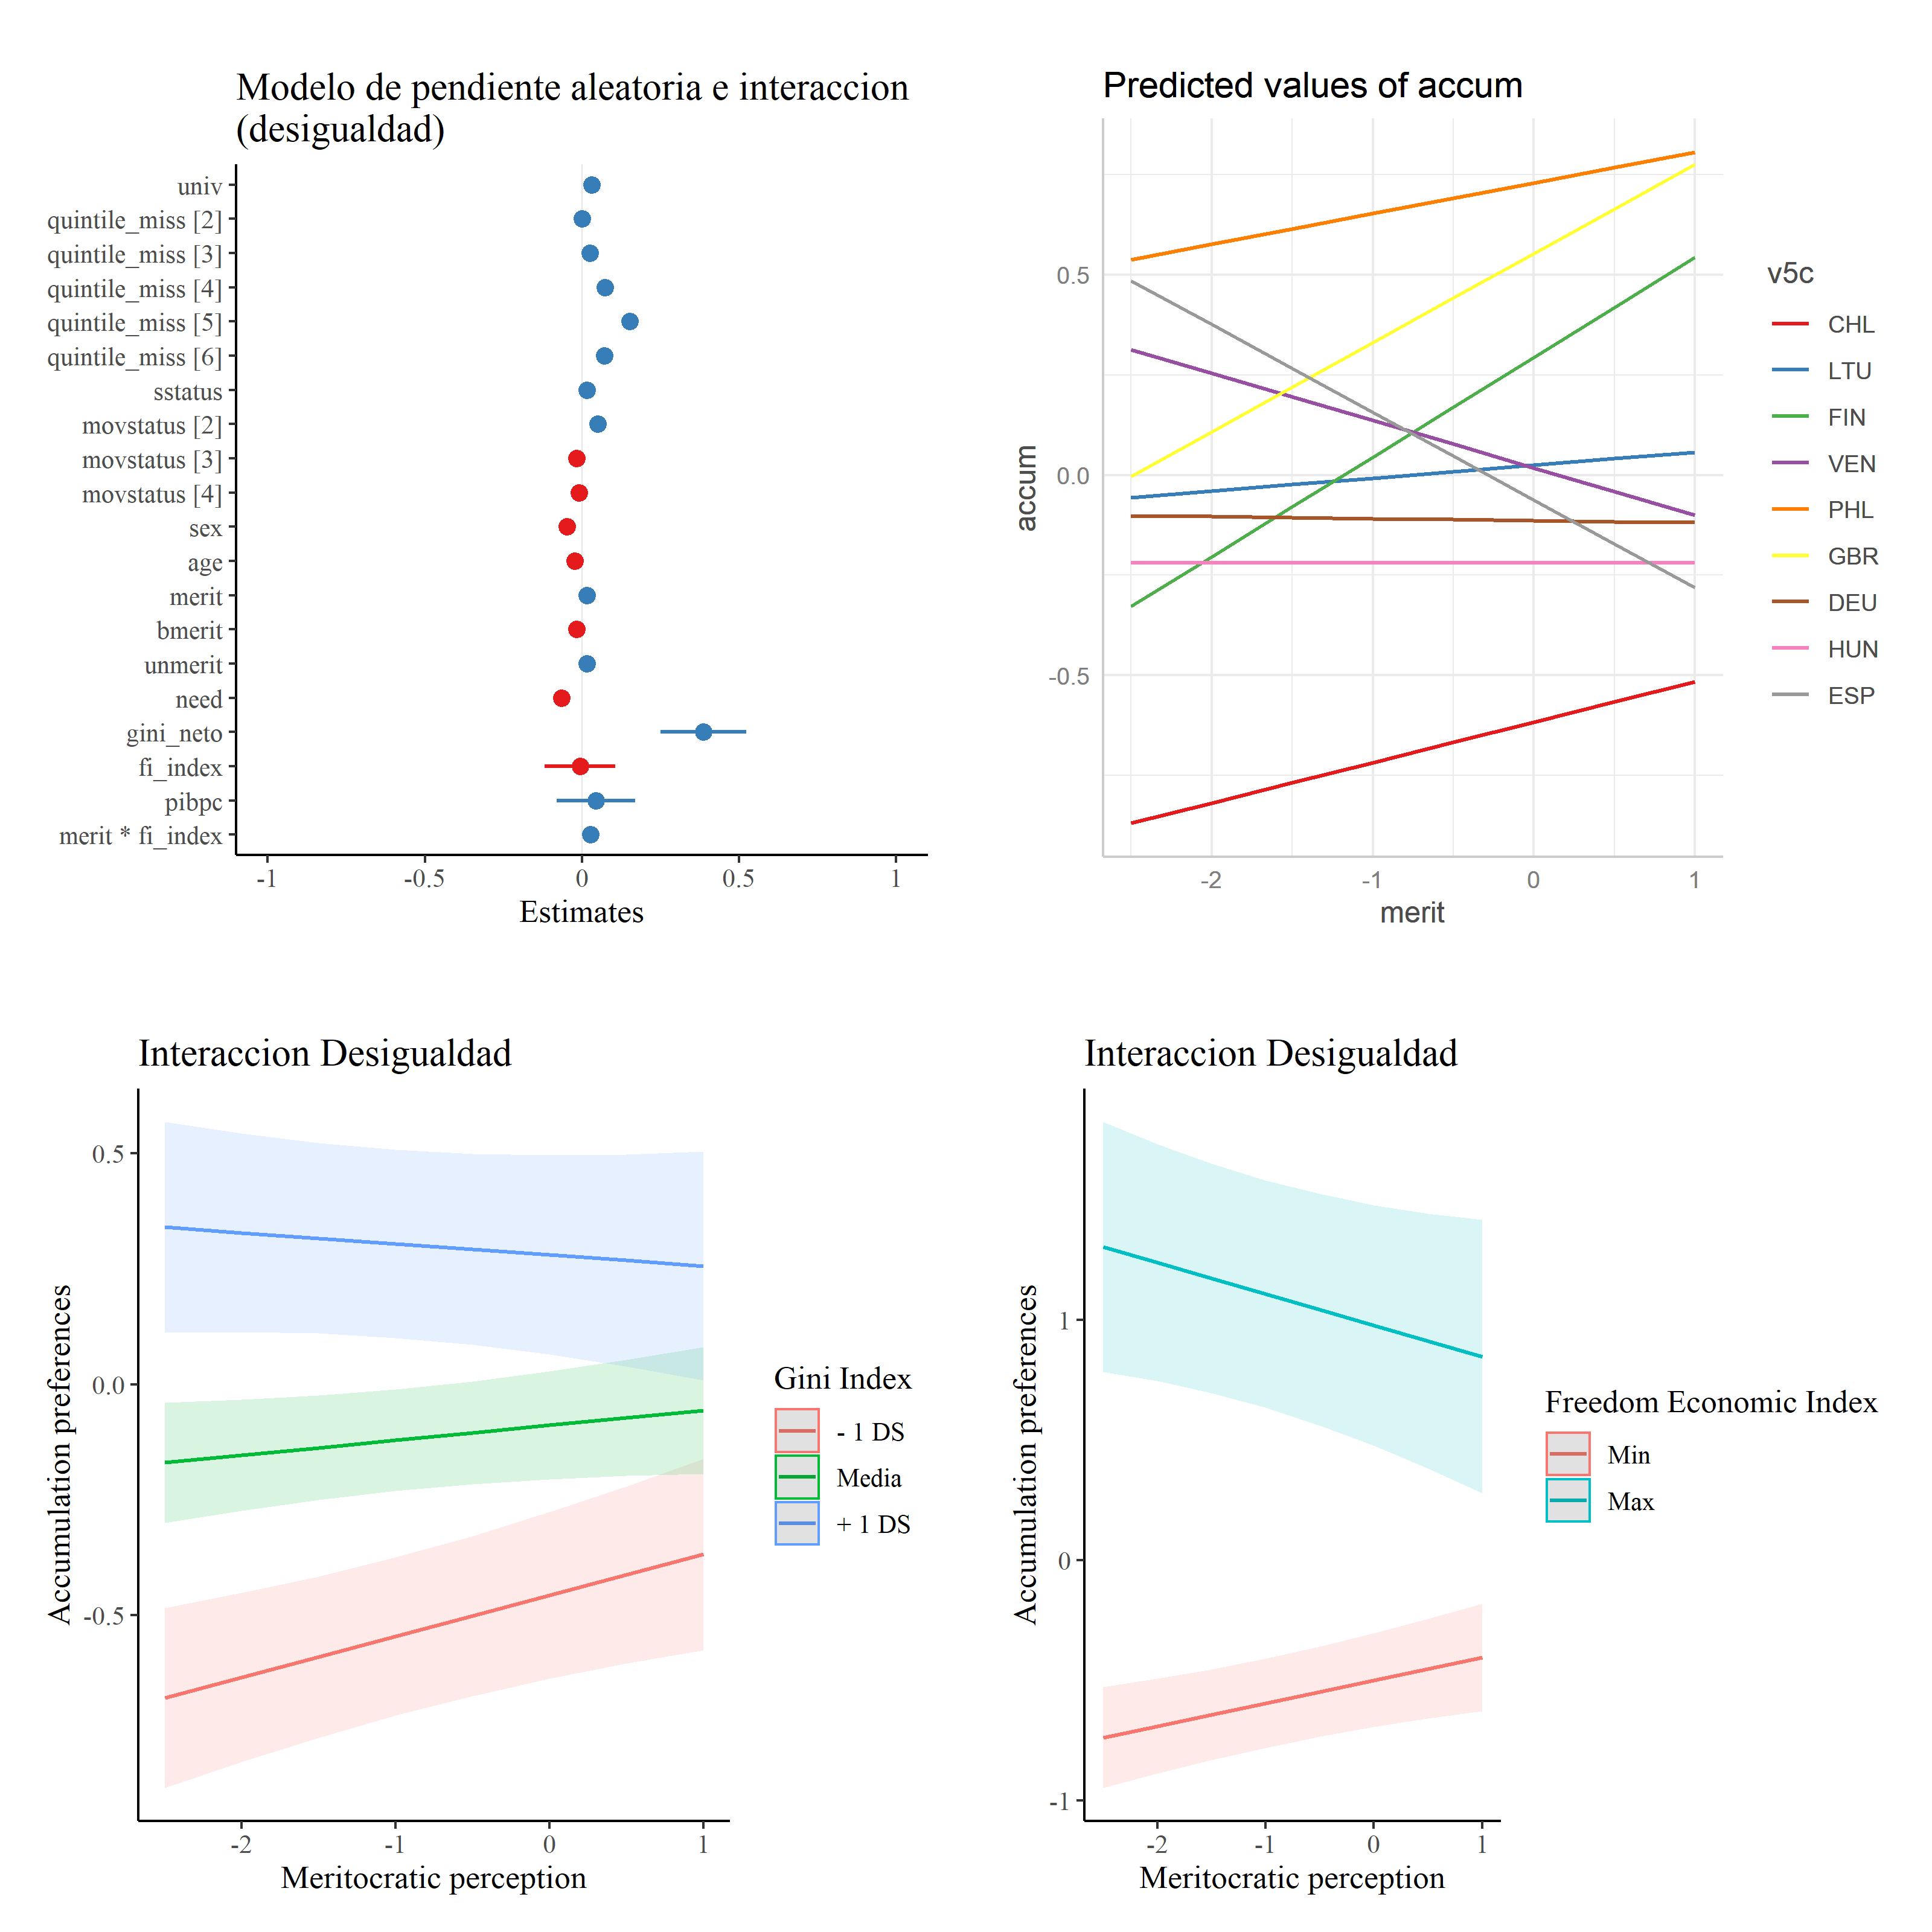 Modelo de pendiente aleatoria e interaccion
(desigualdad)
univ
quintile_miss [2]
quintile_miss [3]
quintile_miss [4]
quintile_miss [5]
quintile_miss [6]
sstatus
movstatus [2]
movstatus [3]
movstatus [4]
sex
age
merit
bmerit
unmerit
need
gini_neto
fi_index
pibpc
merit * fi_index
-1
-0.5
0
0.5
1
Estimates
Predicted values of accum
0.5
0.0
-0.5
accum
-2
-1
0
1
merit
v5c
CHL
LTU
FIN
VEN
PHL
GBR
DEU
HUN
ESP
Interaccion Desigualdad
0.5
0.0
-0.5
Accumulation preferences
-2
-1
0
1
Meritocratic perception
Gini Index
- 1 DS
Media
+ 1 DS
Interaccion Desigualdad
1
0
-1
Accumulation preferences
-2
-1
0
1
Meritocratic perception
Freedom Economic Index
Min
Max